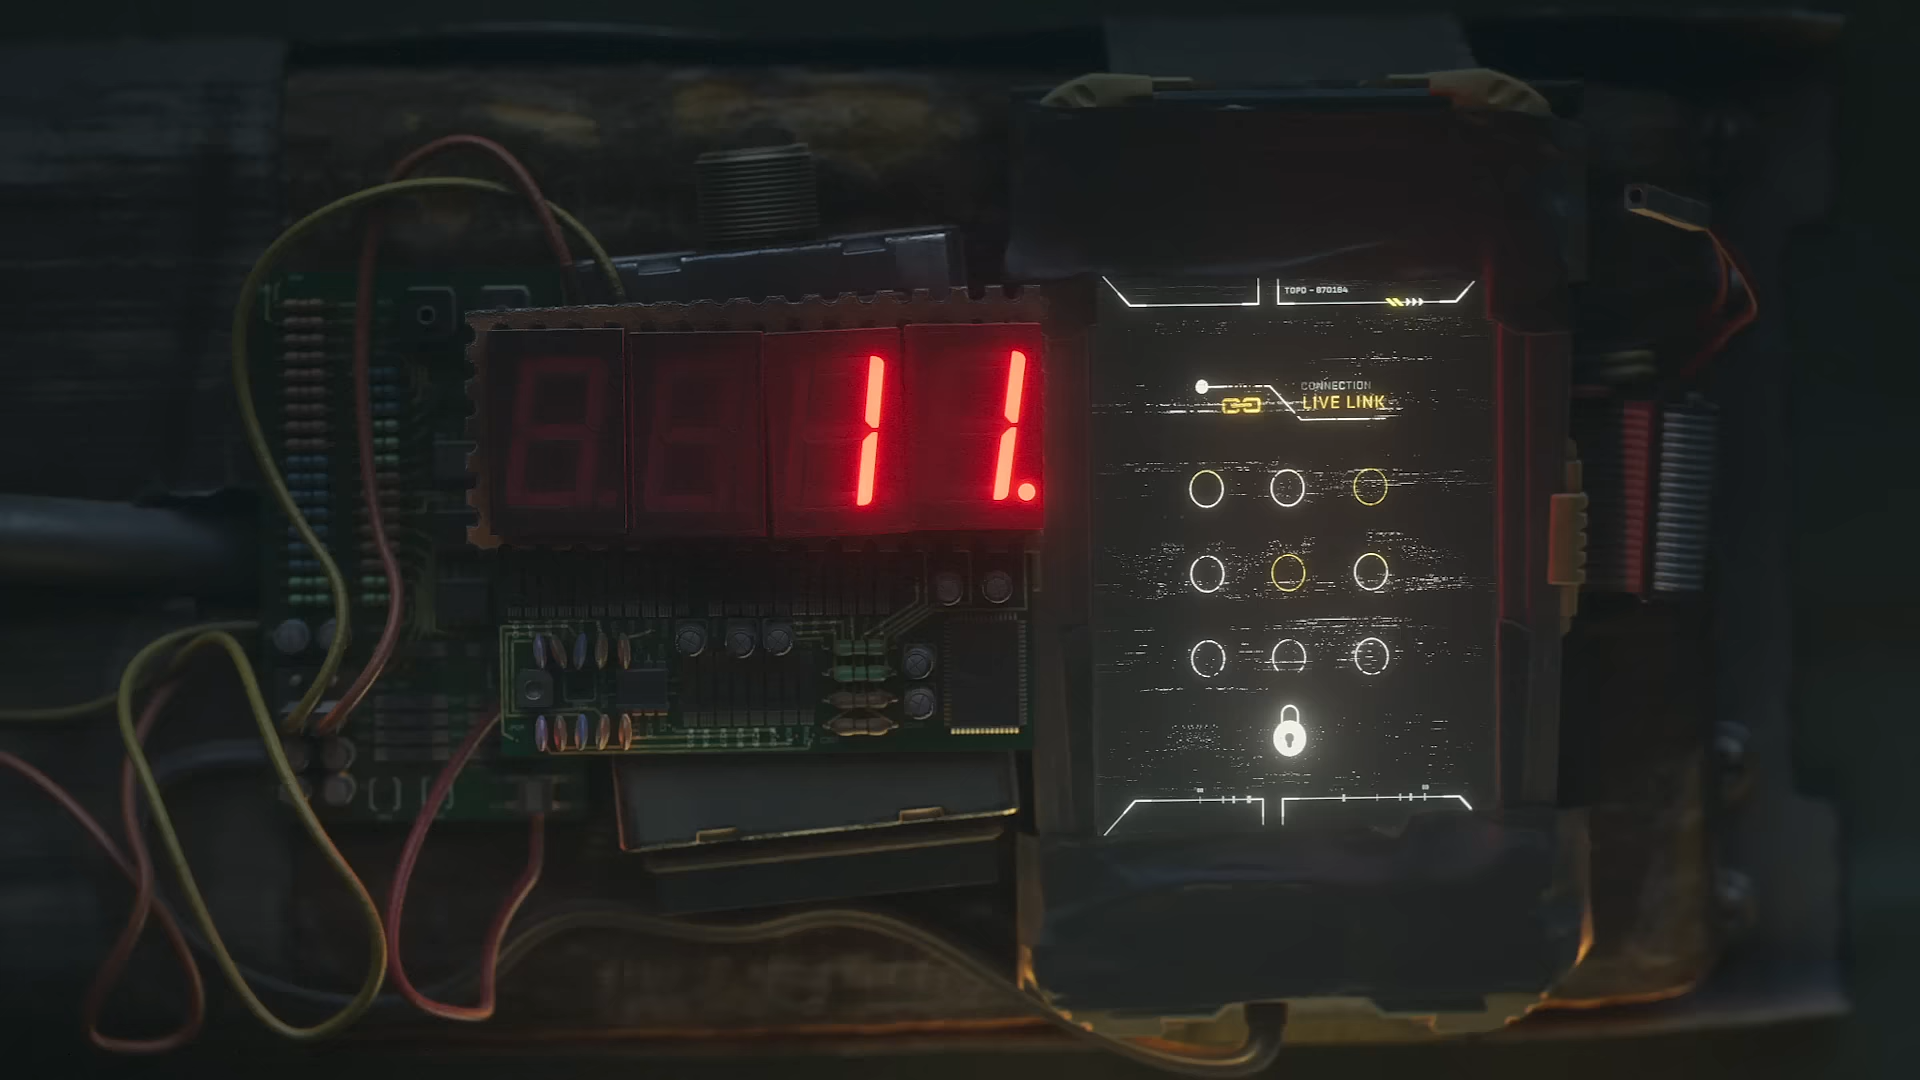 11.
TOPO - 870164
CONNECTION
LIVE LINK